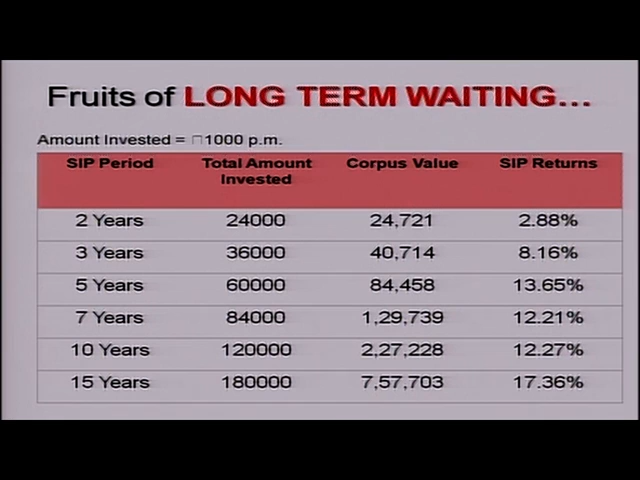 Fruits of LONG TERM WAITING...
Amount Invested = □1000 p.m.
SIP Period Total Amount Invested Corpus Value SIP Returns
2 Years 24000 24,721 2.88%
3 Years 36000 40,714 8.16%
5 Years 60000 84,458 13.65%
7 Years 84000 1,29,739 12.21%
10 Years 120000 2,27,228 12.27%
15 Years 180000 7,57,703 17.36%